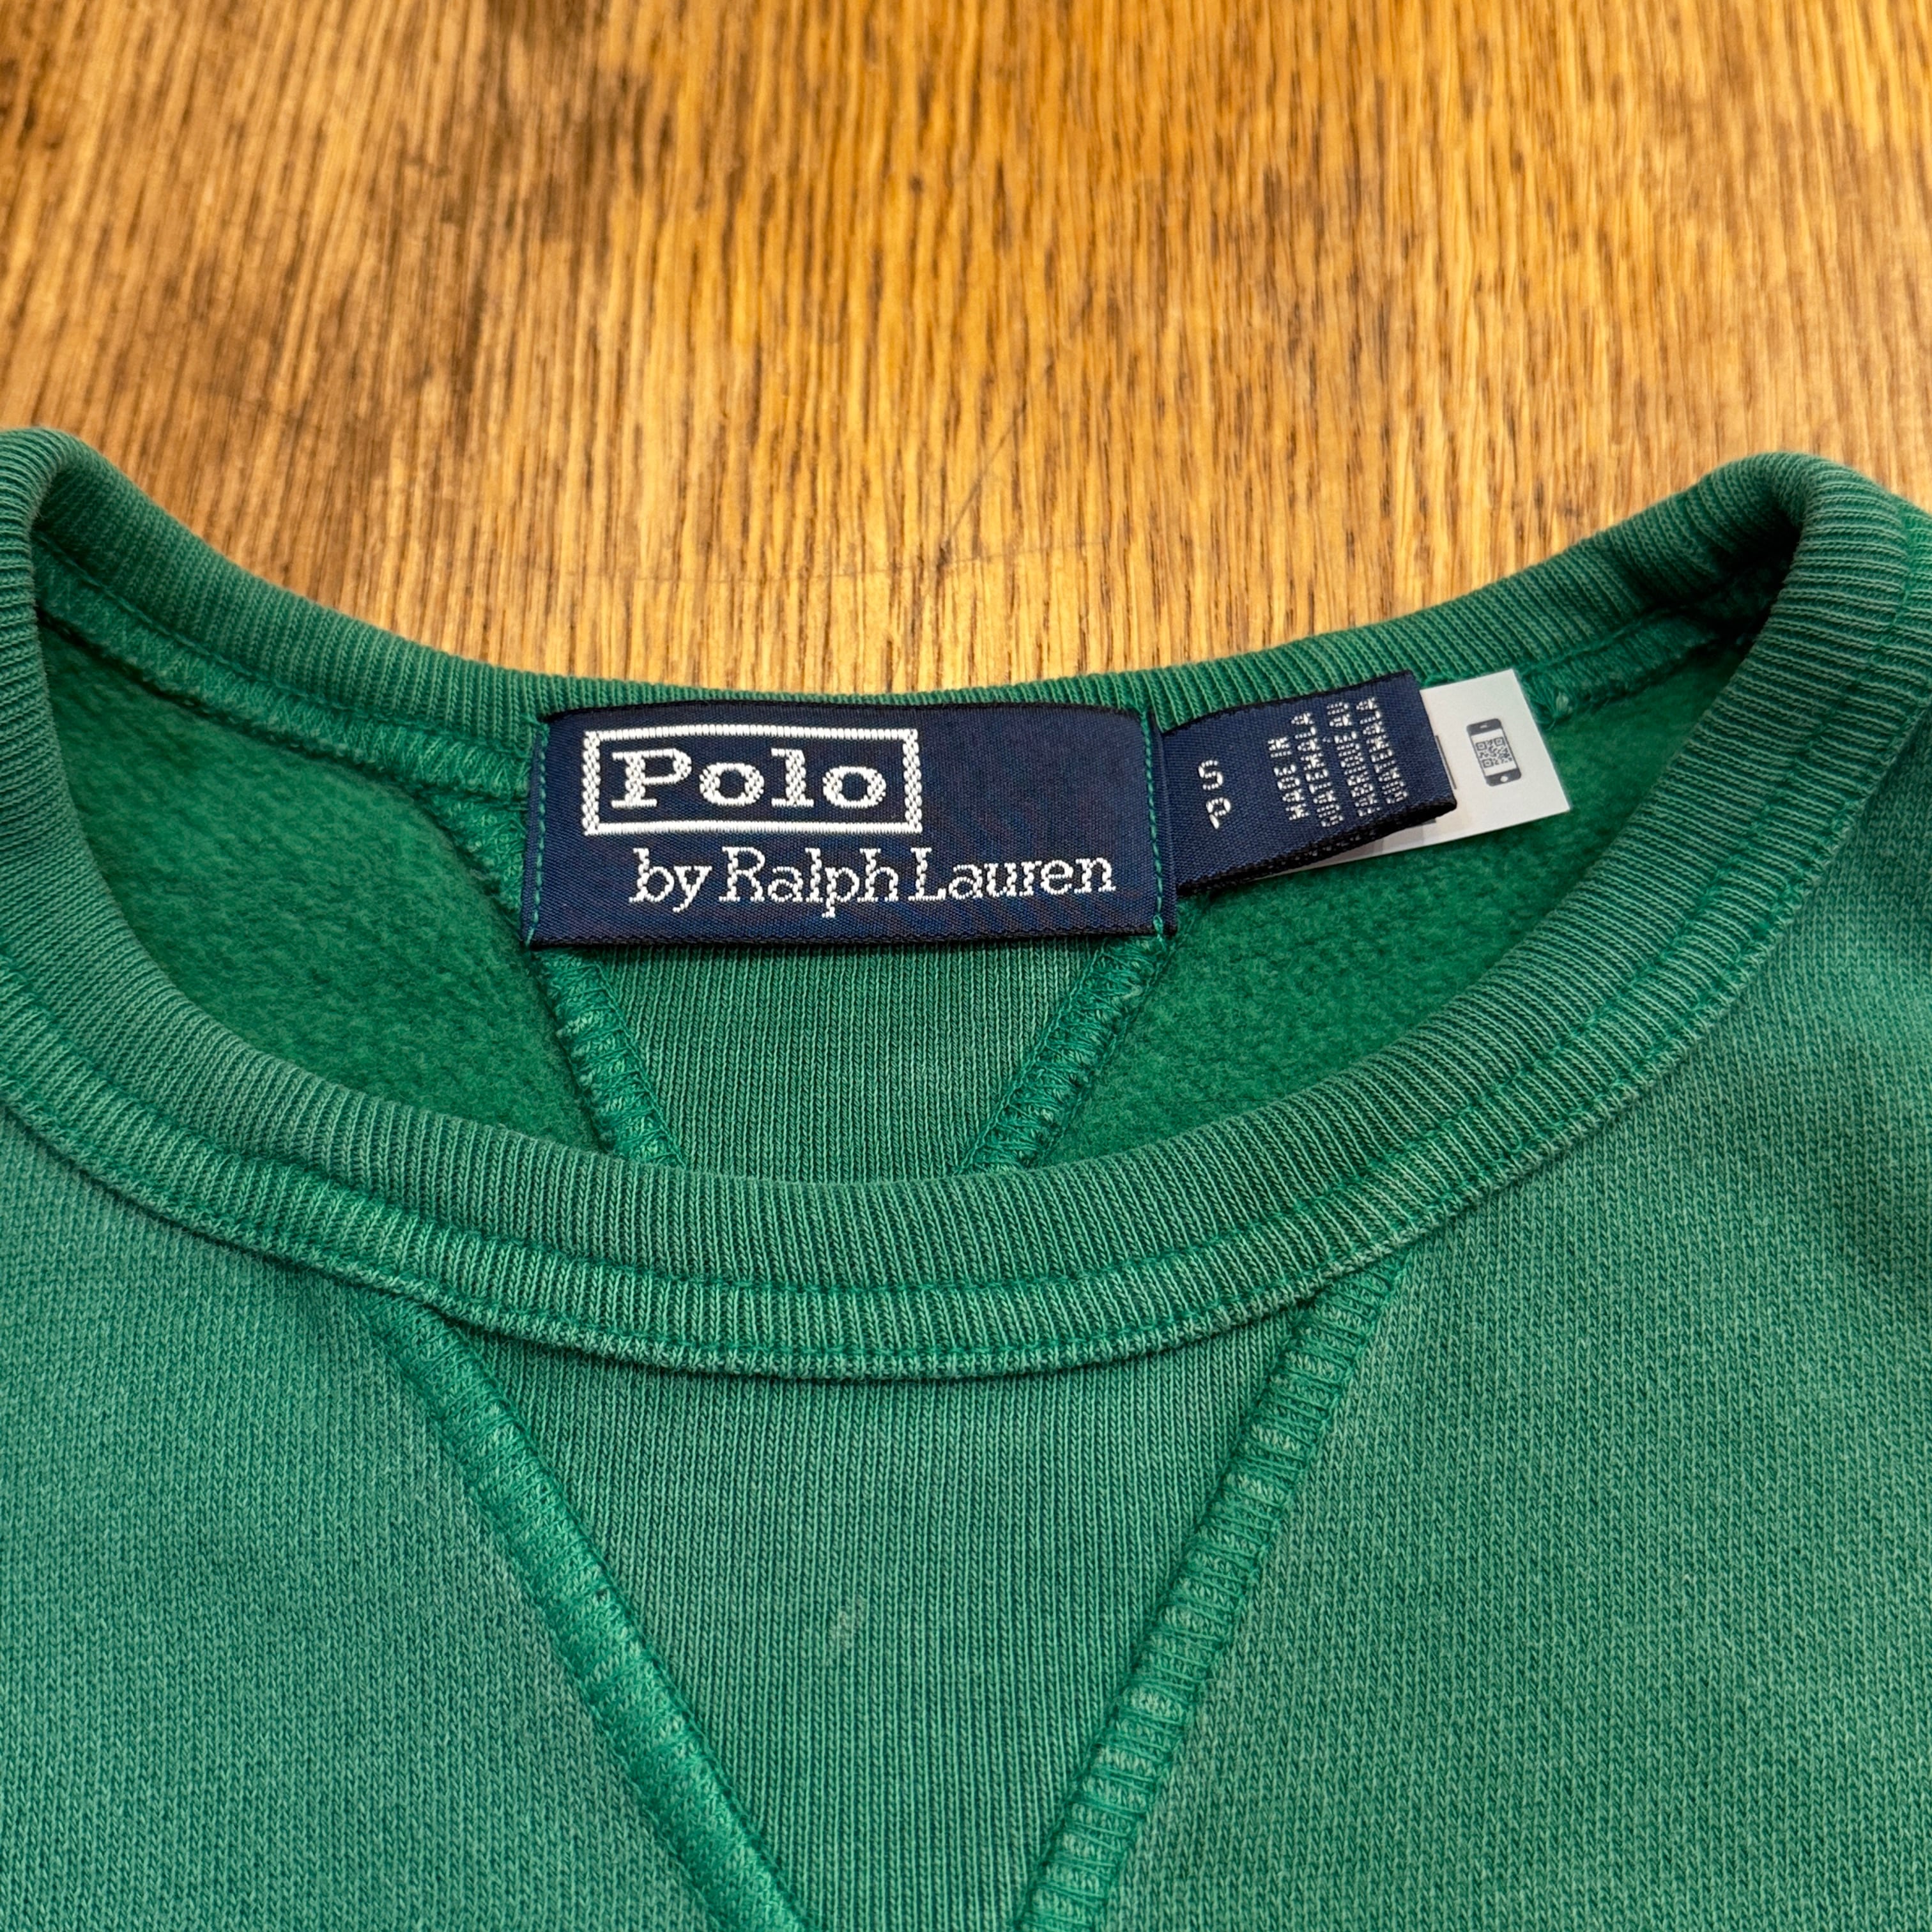 Polo
by Ralph Lauren
S
P
MADE IN
GUATEMALA
FABRIQUE AU
GUATEMALA